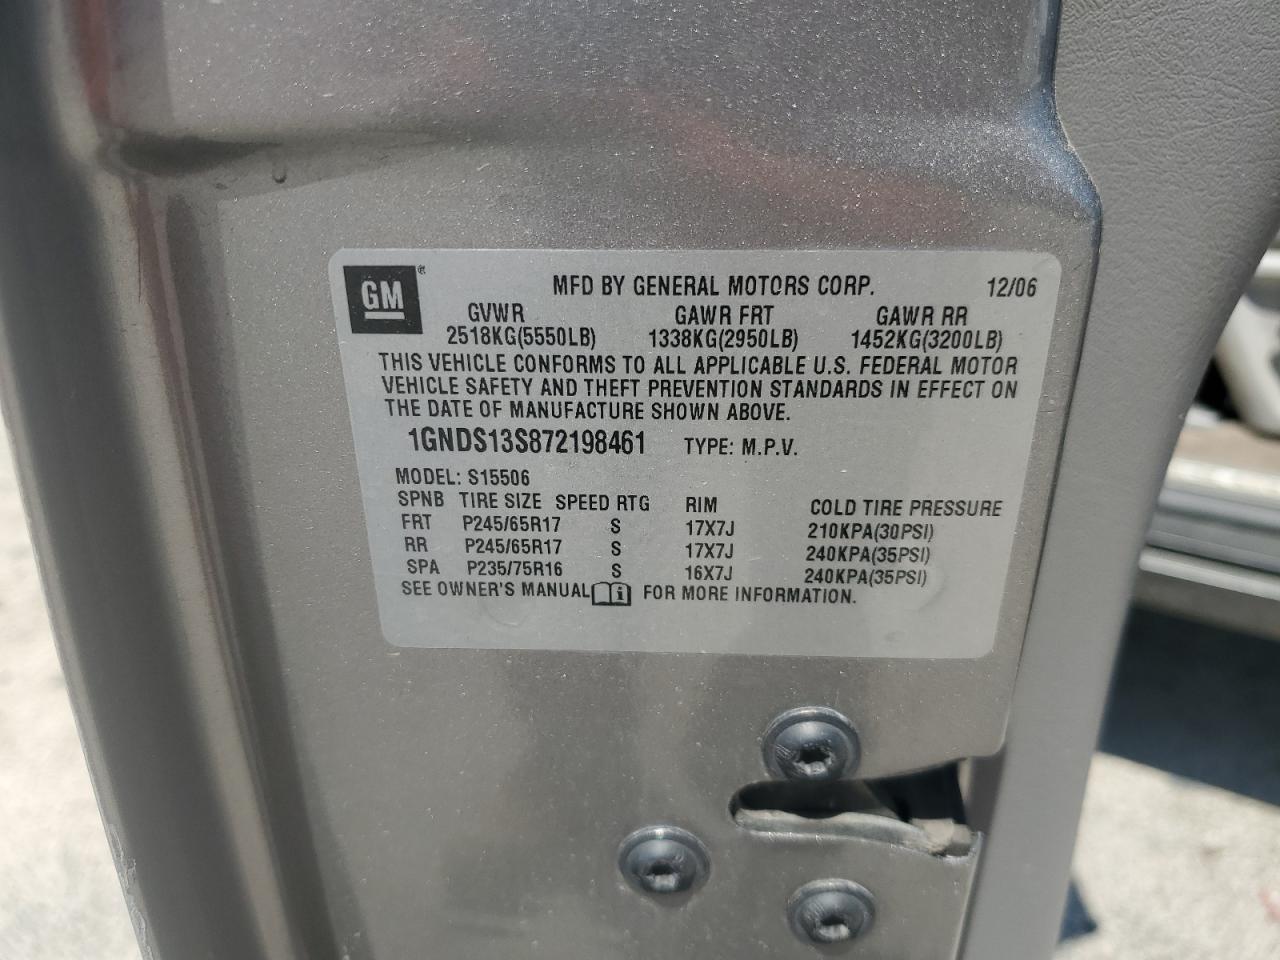 GM® MFD BY GENERAL MOTORS CORP. 12/06
GVWR GAWR FRT GAWR RR
2518KG(5550LB) 1338KG(2950LB) 1452KG(3200LB)
THIS VEHICLE CONFORMS TO ALL APPLICABLE U.S. FEDERAL MOTOR
VEHICLE SAFETY AND THEFT PREVENTION STANDARDS IN EFFECT ON
THE DATE OF MANUFACTURE SHOWN ABOVE.
1GNDS13S872198461 TYPE: M.P.V.
MODEL: S15506
SPNB TIRE SIZE SPEED RTG RIM COLD TIRE PRESSURE
FRT P245/65R17 S 17X7J 210KPA(30PSI)
RR P245/65R17 S 17X7J 240KPA(35PSI)
SPA P235/75R16 S 16X7J 240KPA(35PSI)
SEE OWNER'S MANUAL i FOR MORE INFORMATION.